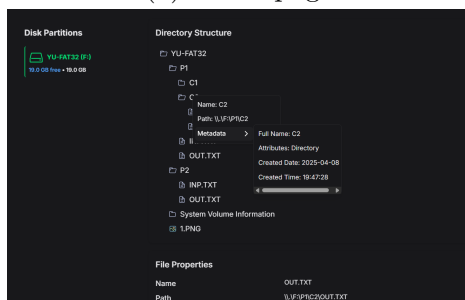 Disk Partitions
YU-FAT32 (F:)
19.0 GB free • 19.0 GB
Directory Structure
YU-FAT32
P1
C1
Name: C2
Path: \\.\F:\P1\C2
Metadata >
Full Name: C2
Attributes: Directory
Created Date: 2025-04-08
Created Time: 19:47:28
OUT.TXT
P2
INP.TXT
OUT.TXT
System Volume Information
1.PNG
File Properties
Name OUT.TXT
Path \\.\F:\P1\C2\OUT.TXT